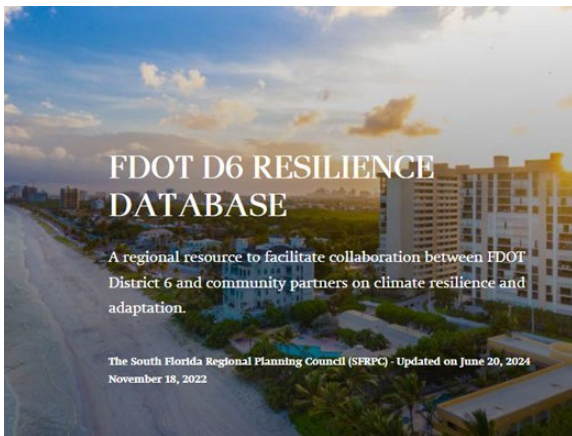 FDOT D6 RESILIENCE
DATABASE
A regional resource to facilitate collaboration between FDOT
District 6 and community partners on climate resilience and
adaptation.
The South Florida Regional Planning Council (SFRPC) - Updated on June 20, 2024
November 18, 2022